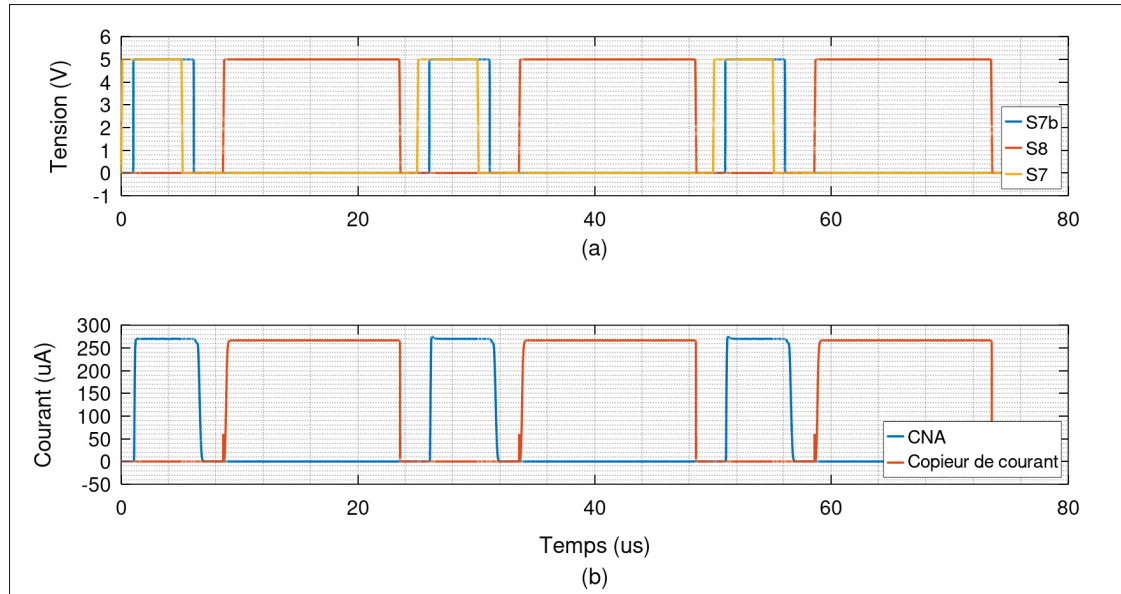 6
5
4
3
2
1
0
-1
Tension (V)
S7b
S8
S7
0 20 40 60 80
(a)
300
250
200
150
100
50
0
-50
Courant (uA)
CNA
Copieur de courant
0 20 40 60 80
Temps (us)
(b)